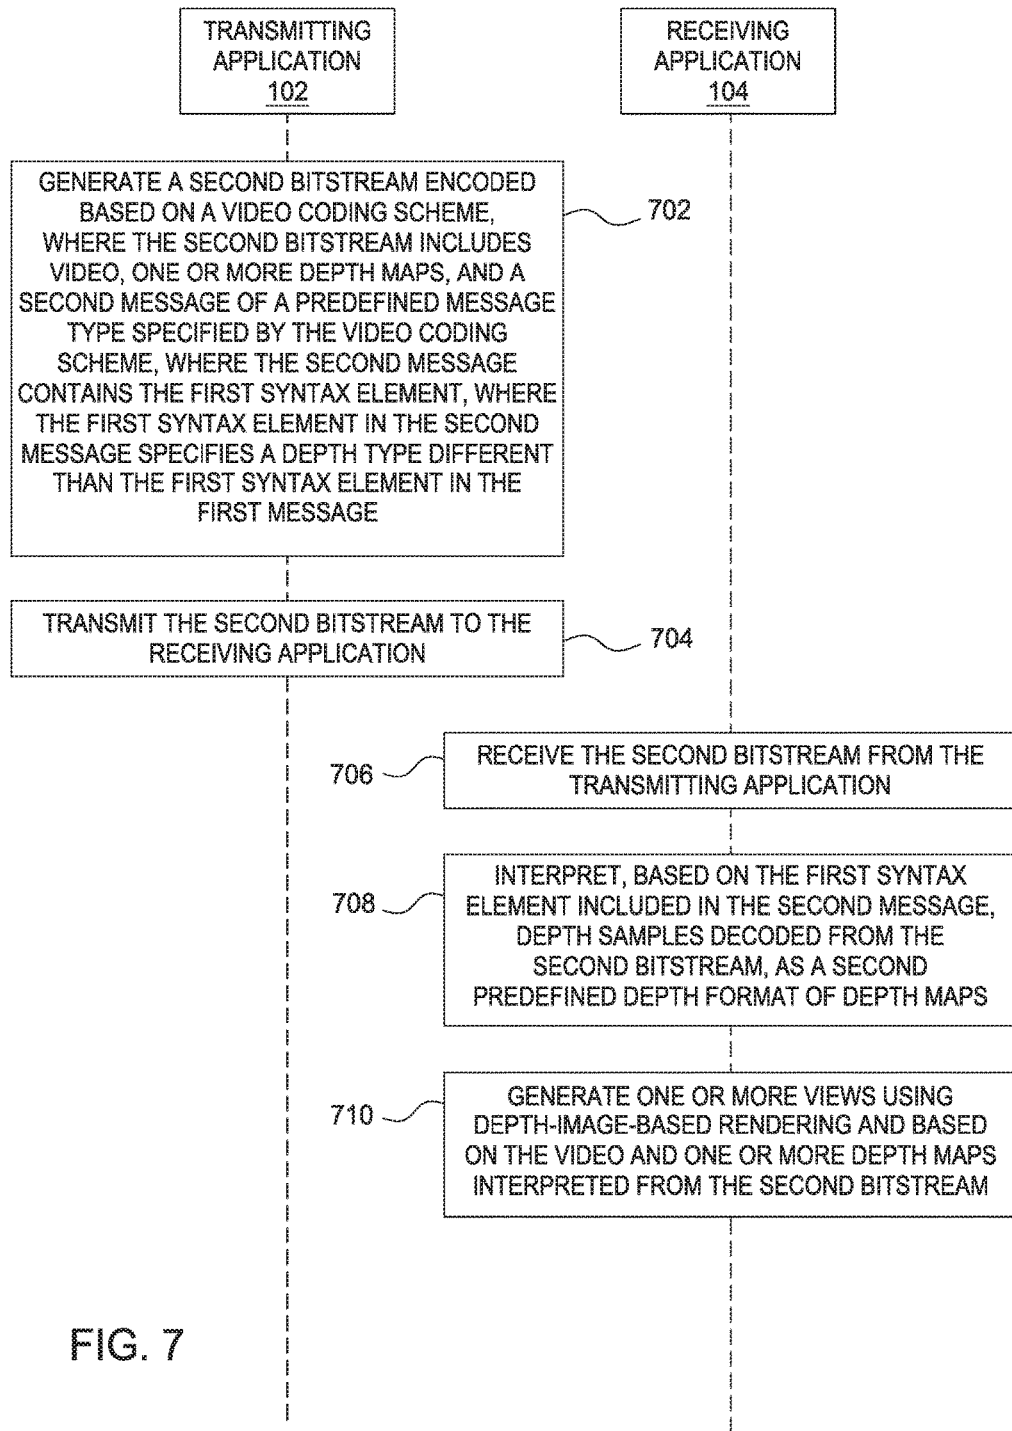 TRANSMITTING
APPLICATION
102
RECEIVING
APPLICATION
104
GENERATE A SECOND BITSTREAM ENCODED
BASED ON A VIDEO CODING SCHEME,
WHERE THE SECOND BITSTREAM INCLUDES
VIDEO, ONE OR MORE DEPTH MAPS, AND A
SECOND MESSAGE OF A PREDEFINED MESSAGE
TYPE SPECIFIED BY THE VIDEO CODING
SCHEME, WHERE THE SECOND MESSAGE
CONTAINS THE FIRST SYNTAX ELEMENT, WHERE
THE FIRST SYNTAX ELEMENT IN THE SECOND
MESSAGE SPECIFIES A DEPTH TYPE DIFFERENT
THAN THE FIRST SYNTAX ELEMENT IN THE
FIRST MESSAGE
702
TRANSMIT THE SECOND BITSTREAM TO THE
RECEIVING APPLICATION
704
706
RECEIVE THE SECOND BITSTREAM FROM THE
TRANSMITTING APPLICATION
708
INTERPRET, BASED ON THE FIRST SYNTAX
ELEMENT INCLUDED IN THE SECOND MESSAGE,
DEPTH SAMPLES DECODED FROM THE
SECOND BITSTREAM, AS A SECOND
PREDEFINED DEPTH FORMAT OF DEPTH MAPS
710
GENERATE ONE OR MORE VIEWS USING
DEPTH-IMAGE-BASED RENDERING AND BASED
ON THE VIDEO AND ONE OR MORE DEPTH MAPS
INTERPRETED FROM THE SECOND BITSTREAM
FIG. 7